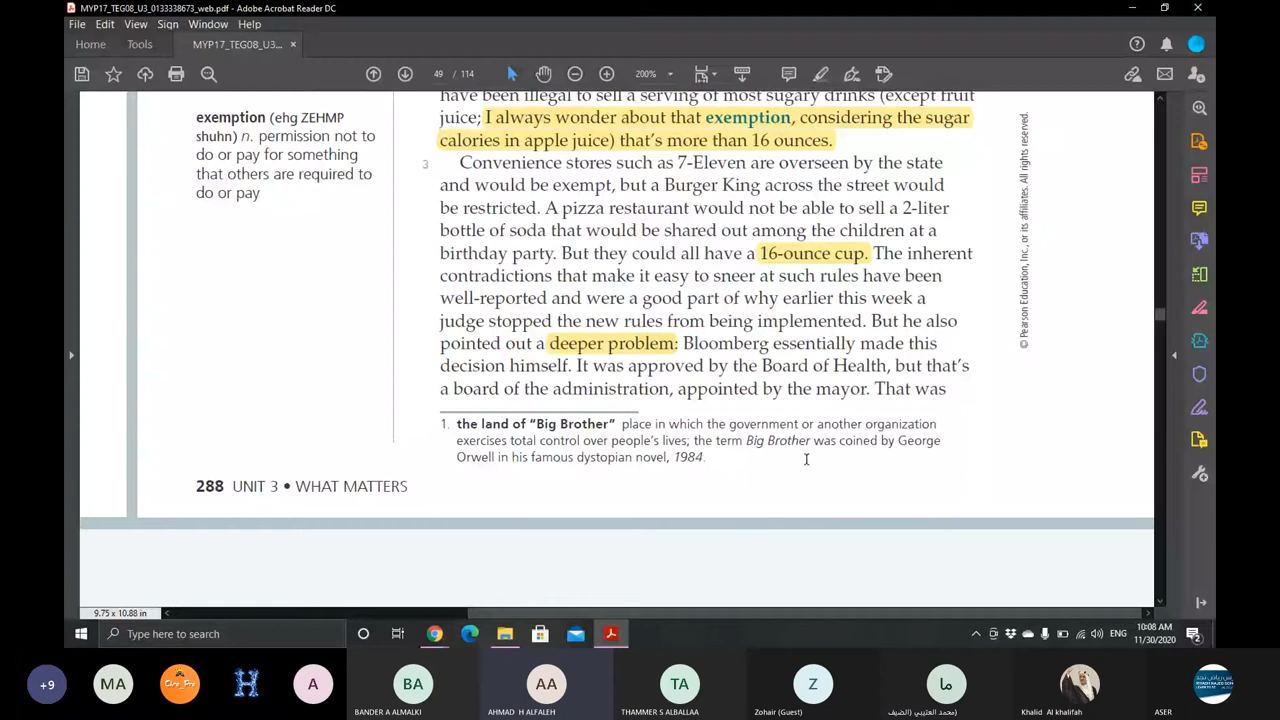 MYP17_TEG08_U3_0133338673_web.pdf - Adobe Acrobat Reader DC
File Edit View Sign Window Help
Home Tools MYP17_TEG08_U3... ×
49 / 114 200%
have been illegal to sell a serving of most sugary drinks (except fruit
exemption (ehg ZEHMP
shuhn) n. permission not to
do or pay for something
that others are required to
do or pay
juice; I always wonder about that exemption, considering the sugar
calories in apple juice) that's more than 16 ounces.
3 Convenience stores such as 7-Eleven are overseen by the state
and would be exempt, but a Burger King across the street would
be restricted. A pizza restaurant would not be able to sell a 2-liter
bottle of soda that would be shared out among the children at a
birthday party. But they could all have a 16-ounce cup. The inherent
contradictions that make it easy to sneer at such rules have been
well-reported and were a good part of why earlier this week a
judge stopped the new rules from being implemented. But he also
pointed out a deeper problem: Bloomberg essentially made this
decision himself. It was approved by the Board of Health, but that's
a board of the administration, appointed by the mayor. That was
© Pearson Education, Inc., or its affiliates. All rights reserved.
1. the land of "Big Brother" place in which the government or another organization
exercises total control over people's lives; the term Big Brother was coined by George
Orwell in his famous dystopian novel, 1984.
288 UNIT 3 • WHAT MATTERS
9.75 x 10.88 in
Type here to search
ENG
10:08 AM
11/30/2020
2
+9 MA H A BA AA TA Z ما
BANDER A ALMALKI AHMAD H ALFALEH THAMMER S ALBALLAA Zohair (Guest) محمد العتيبي (الضيف) Khalid Al khalifah ASER